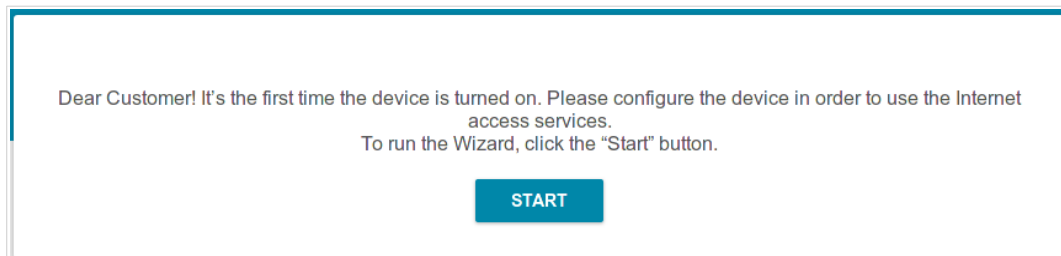 Dear Customer! It's the first time the device is turned on. Please configure the device in order to use the Internet
access services.
To run the Wizard, click the “Start” button.
START